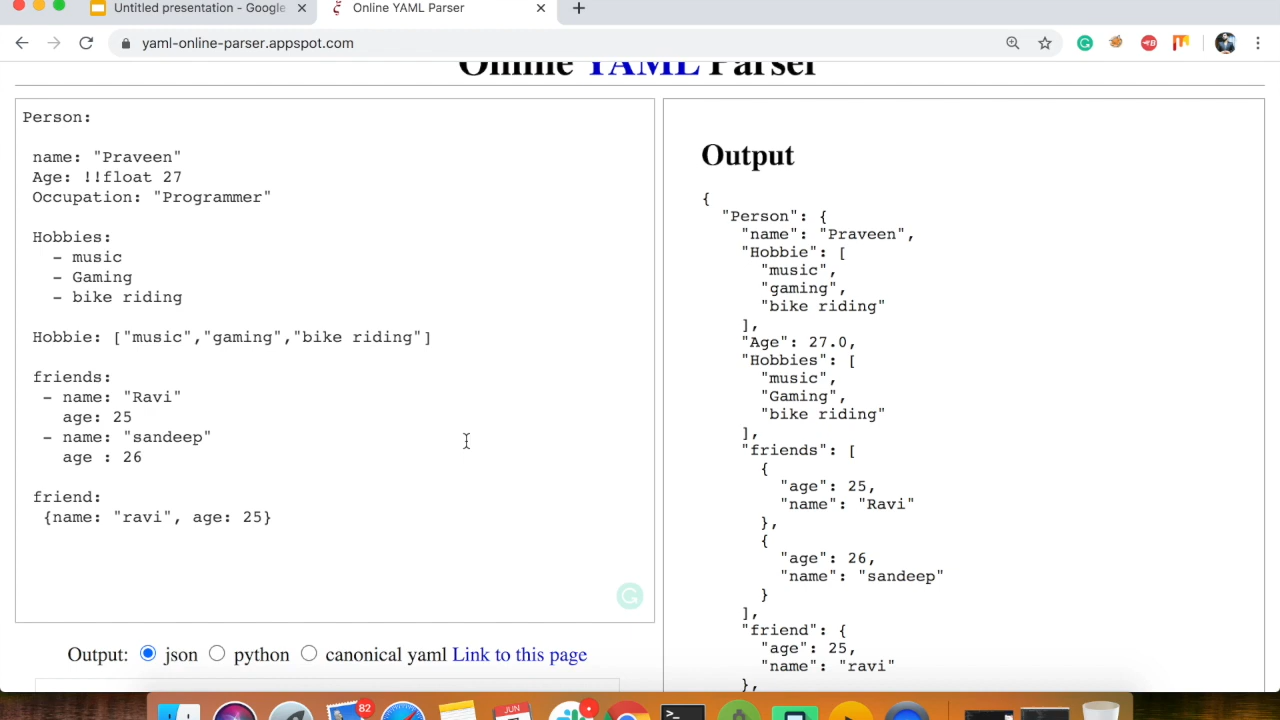 Untitled presentation - Google
Online YAML Parser
yaml-online-parser.appspot.com
Online YAML Parser
Person:
name: "Praveen"
Age: !!float 27
Occupation: "Programmer"
Hobbies:
- music
- Gaming
- bike riding
Hobbie: ["music","gaming","bike riding"]
friends:
- name: "Ravi"
age: 25
- name: "sandeep"
age : 26
friend:
{name: "ravi", age: 25}
Output: json python canonical yaml Link to this page
Output
{
"Person": {
"name": "Praveen",
"Hobbie": [
"music",
"gaming",
"bike riding"
],
"Age": 27.0,
"Hobbies": [
"music",
"Gaming",
"bike riding"
],
"friends": [
{
"age": 25,
"name": "Ravi"
},
{
"age": 26,
"name": "sandeep"
}
],
"friend": {
"age": 25,
"name": "ravi"
},
82
JUN